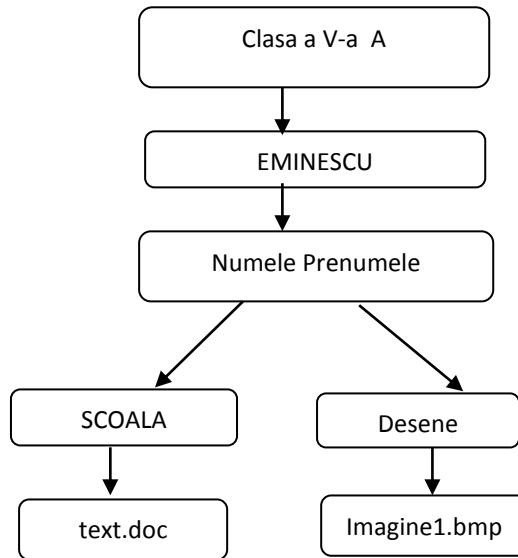 Clasa a V-a  A
EMINESCU
Numele Prenumele
SCOALA
Desene
text.doc
Imagine1.bmp